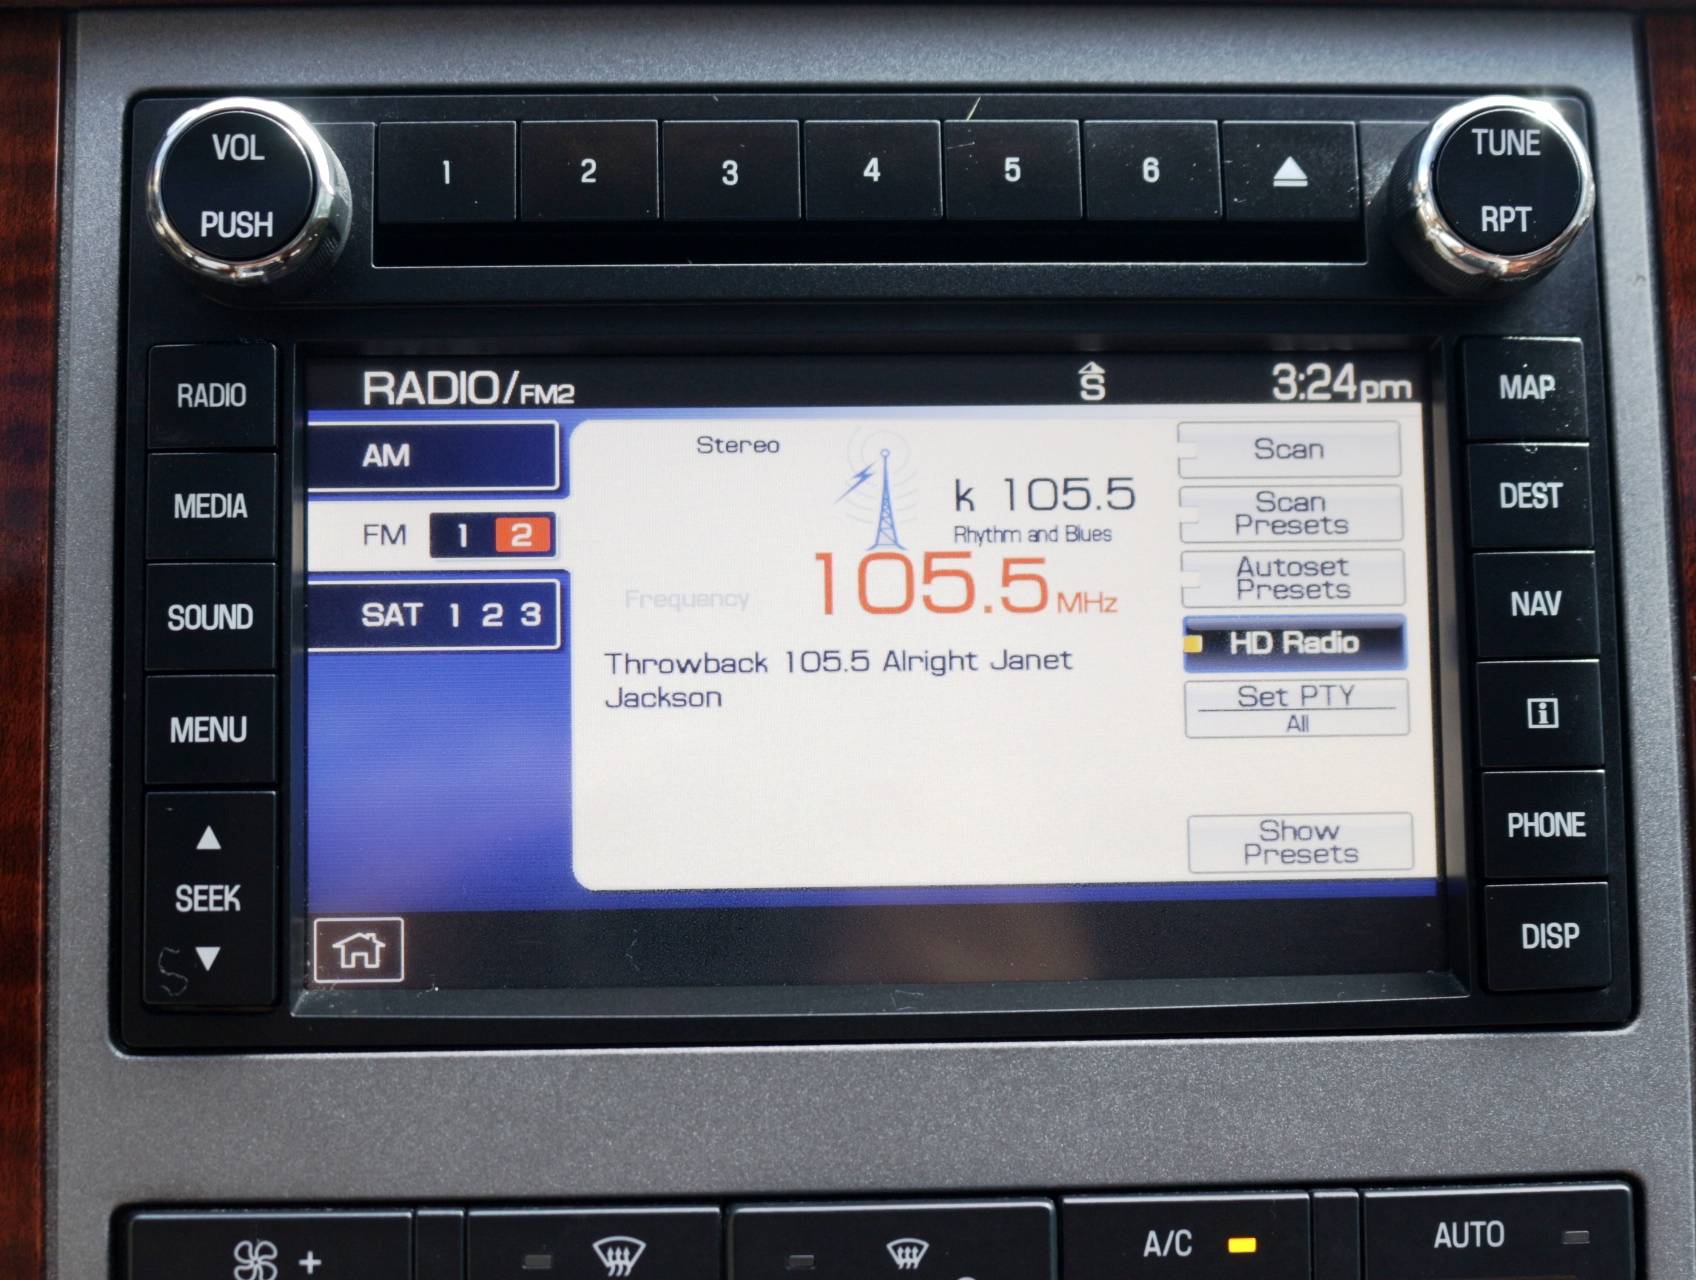 VOL
PUSH
1 2 3 4 5 6
TUNE
RPT
RADIO
MEDIA
SOUND
MENU
SEEK
RADIO/FM2
S
3:24pm
AM
FM 1 2
SAT 1 2 3
Stereo
k 105.5
Rhythm and Blues
Frequency
105.5 MHz
Throwback 105.5 Alright Janet
Jackson
Scan
Scan
Presets
Autoset
Presets
HD Radio
Set PTY
All
Show
Presets
MAP
DEST
NAV
i
PHONE
DISP
+
A/C
AUTO